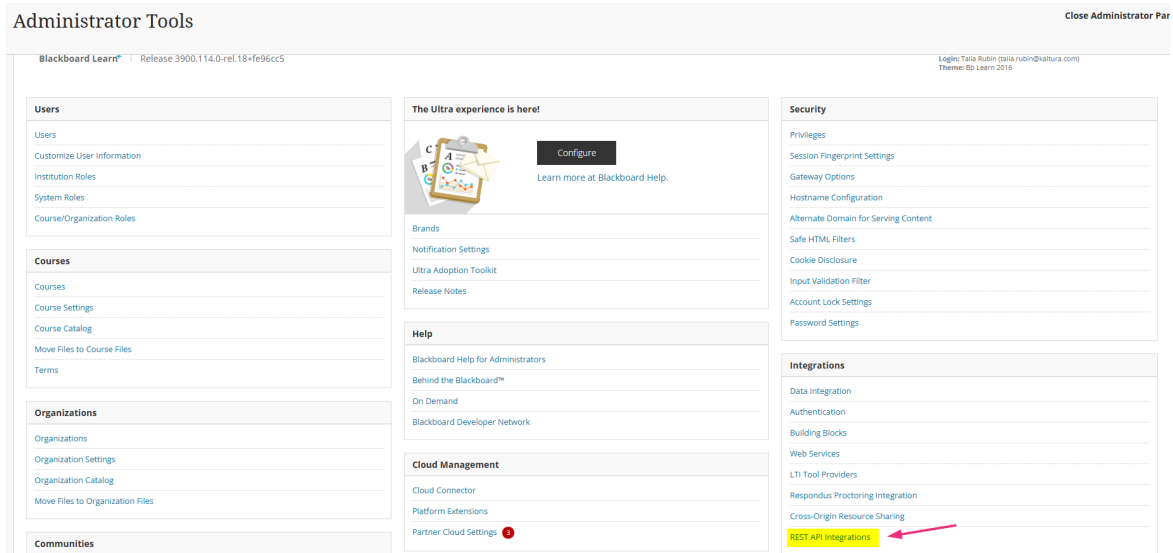 Administrator Tools
Close Administrator Par
Blackboard Learn
Release 3900.114.0-rel.18+fe96cc5
Login: Talia Rubin (talia.rubin@kaltura.com)
Theme: Bb Learn 2016
Users
Users
Customize User Information
Institution Roles
System Roles
Course/Organization Roles
Courses
Courses
Course Settings
Course Catalog
Move Files to Course Files
Terms
Organizations
Organizations
Organization Settings
Organization Catalog
Move Files to Organization Files
Communities
The Ultra experience is here!
C
A
B
Configure
Learn more at Blackboard Help.
Brands
Notification Settings
Ultra Adoption Toolkit
Release Notes
Help
Blackboard Help for Administrators
Behind the Blackboard™
On Demand
Blackboard Developer Network
Cloud Management
Cloud Connector
Platform Extensions
Partner Cloud Settings 3
Security
Privileges
Session Fingerprint Settings
Gateway Options
Hostname Configuration
Alternate Domain for Serving Content
Safe HTML Filters
Cookie Disclosure
Input Validation Filter
Account Lock Settings
Password Settings
Integrations
Data Integration
Authentication
Building Blocks
Web Services
LTI Tool Providers
Respondus Proctoring Integration
Cross-Origin Resource Sharing
REST API Integrations